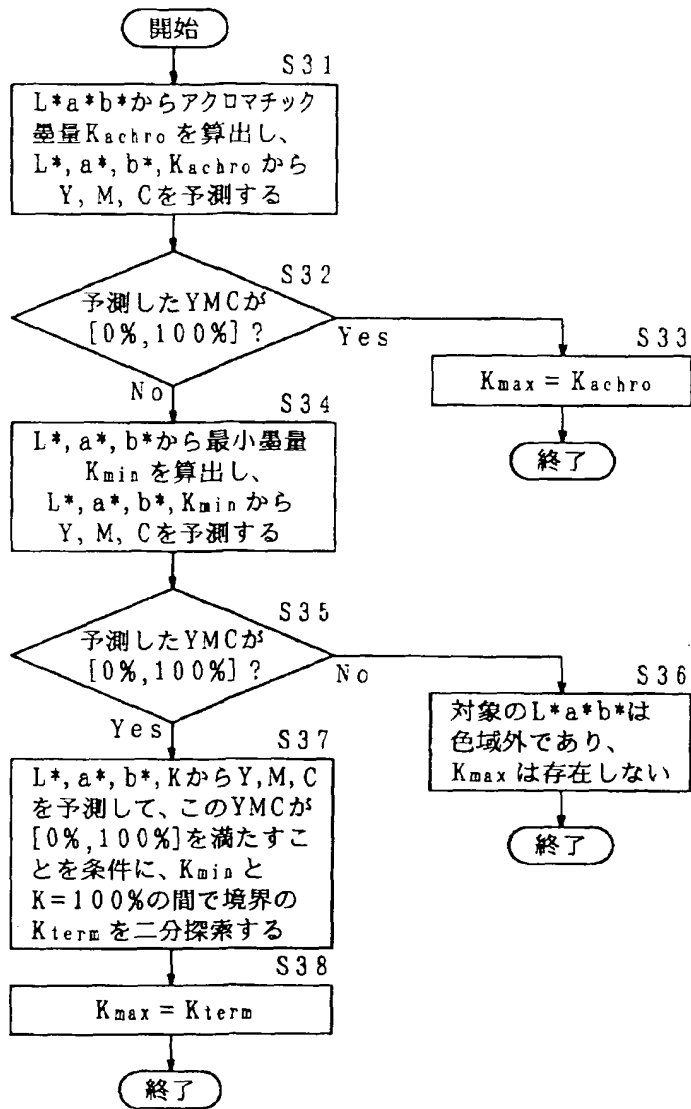 開始
S31
L*a*b*からアクロマチック
墨量Kachroを算出し、
L*,a*,b*,Kachroから
Y,M,Cを予測する
S32
予測したYMCが
[0%,100%]?
Yes
No
S33
Kmax=Kachro
終了
S34
L*,a*,b*から最小墨量
Kminを算出し、
L*,a*,b*,Kminから
Y,M,Cを予測する
S35
予測したYMCが
[0%,100%]?
No
Yes
S36
対象のL*a*b*は
色域外であり、
Kmaxは存在しない
終了
S37
L*,a*,b*,KからY,M,C
を予測して、このYMCが
[0%,100%]を満たすこ
とを条件に、Kminと
K=100%の間で境界の
Ktermを二分探索する
S38
Kmax=Kterm
終了